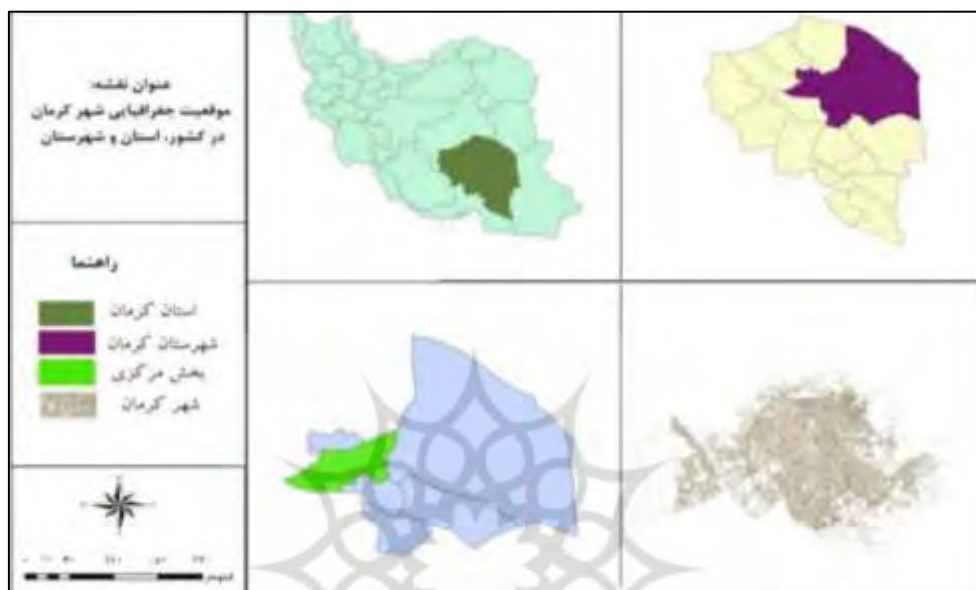 عنوان نقشه:
موقعیت جغرافیایی شهر کرمان
در کشور، استان و شهرستان
راهنما
استان کرمان
شهرستان کرمان
بخش مرکزی
شهر کرمان